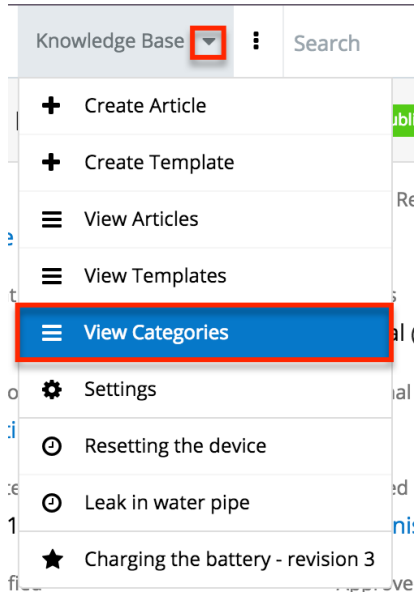 Knowledge Base
Search
Create Article
Create Template
View Articles
View Templates
View Categories
Settings
Resetting the device
Leak in water pipe
Charging the battery - revision 3